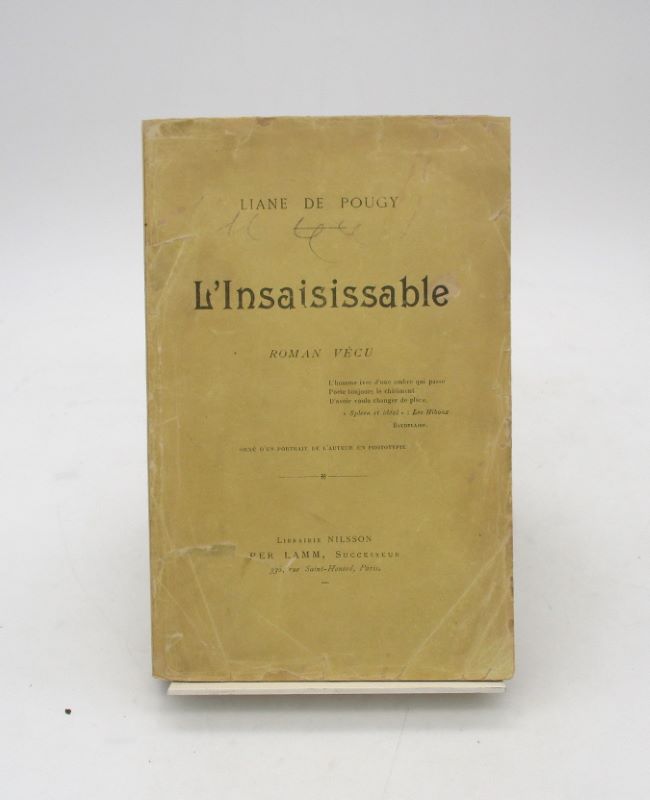 LIANE DE POUGY
L'Insaisissable
ROMAN VÉCU
L'homme ivre d'une ombre qui passe
Porte toujours le châtiment
D'avoir voulu changer de place.
« Spleen et idéal » : Les Hiboux
BAUDELAIRE.
ORNÉ D'UN PORTRAIT DE L'AUTEUR EN PHOTOTYPIE
LIBRAIRIE NILSSON
PER LAMM, SUCCESSEUR
338, rue Saint-Honoré, Paris.